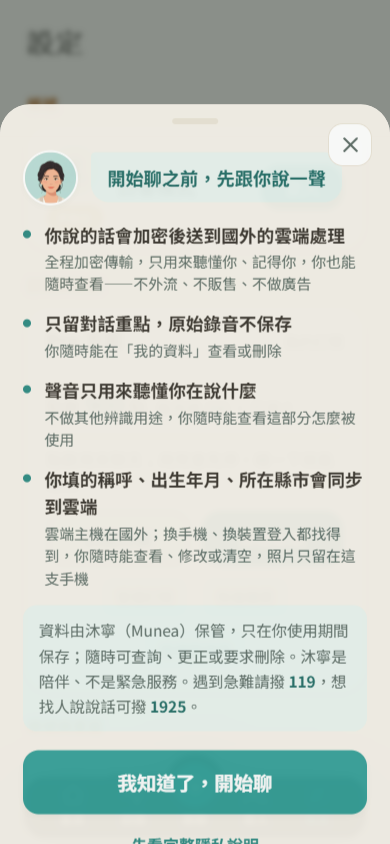 設定
開始聊之前，先跟你說一聲
你說的話會加密後送到國外的雲端處理
全程加密傳輸，只用來聽懂你、記得你，你也能
隨時查看——不外流、不販售、不做廣告
只留對話重點，原始錄音不保存
你隨時能在「我的資料」查看或刪除
聲音只用來聽懂你在說什麼
不做其他辨識用途，你隨時能查看這部分怎麼被
使用
你填的稱呼、出生年月、所在縣市會同步
到雲端
雲端主機在國外；換手機、換裝置登入都找得
到，你隨時能查看、修改或清空，照片只留在這
支手機
資料由沐寧（Munea）保管，只在你使用期間
保存；隨時可查詢、更正或要求刪除。沐寧是
陪伴、不是緊急服務。遇到急難請撥 119，想
找人說說話可撥 1925。
我知道了，開始聊
先看完整隱私說明